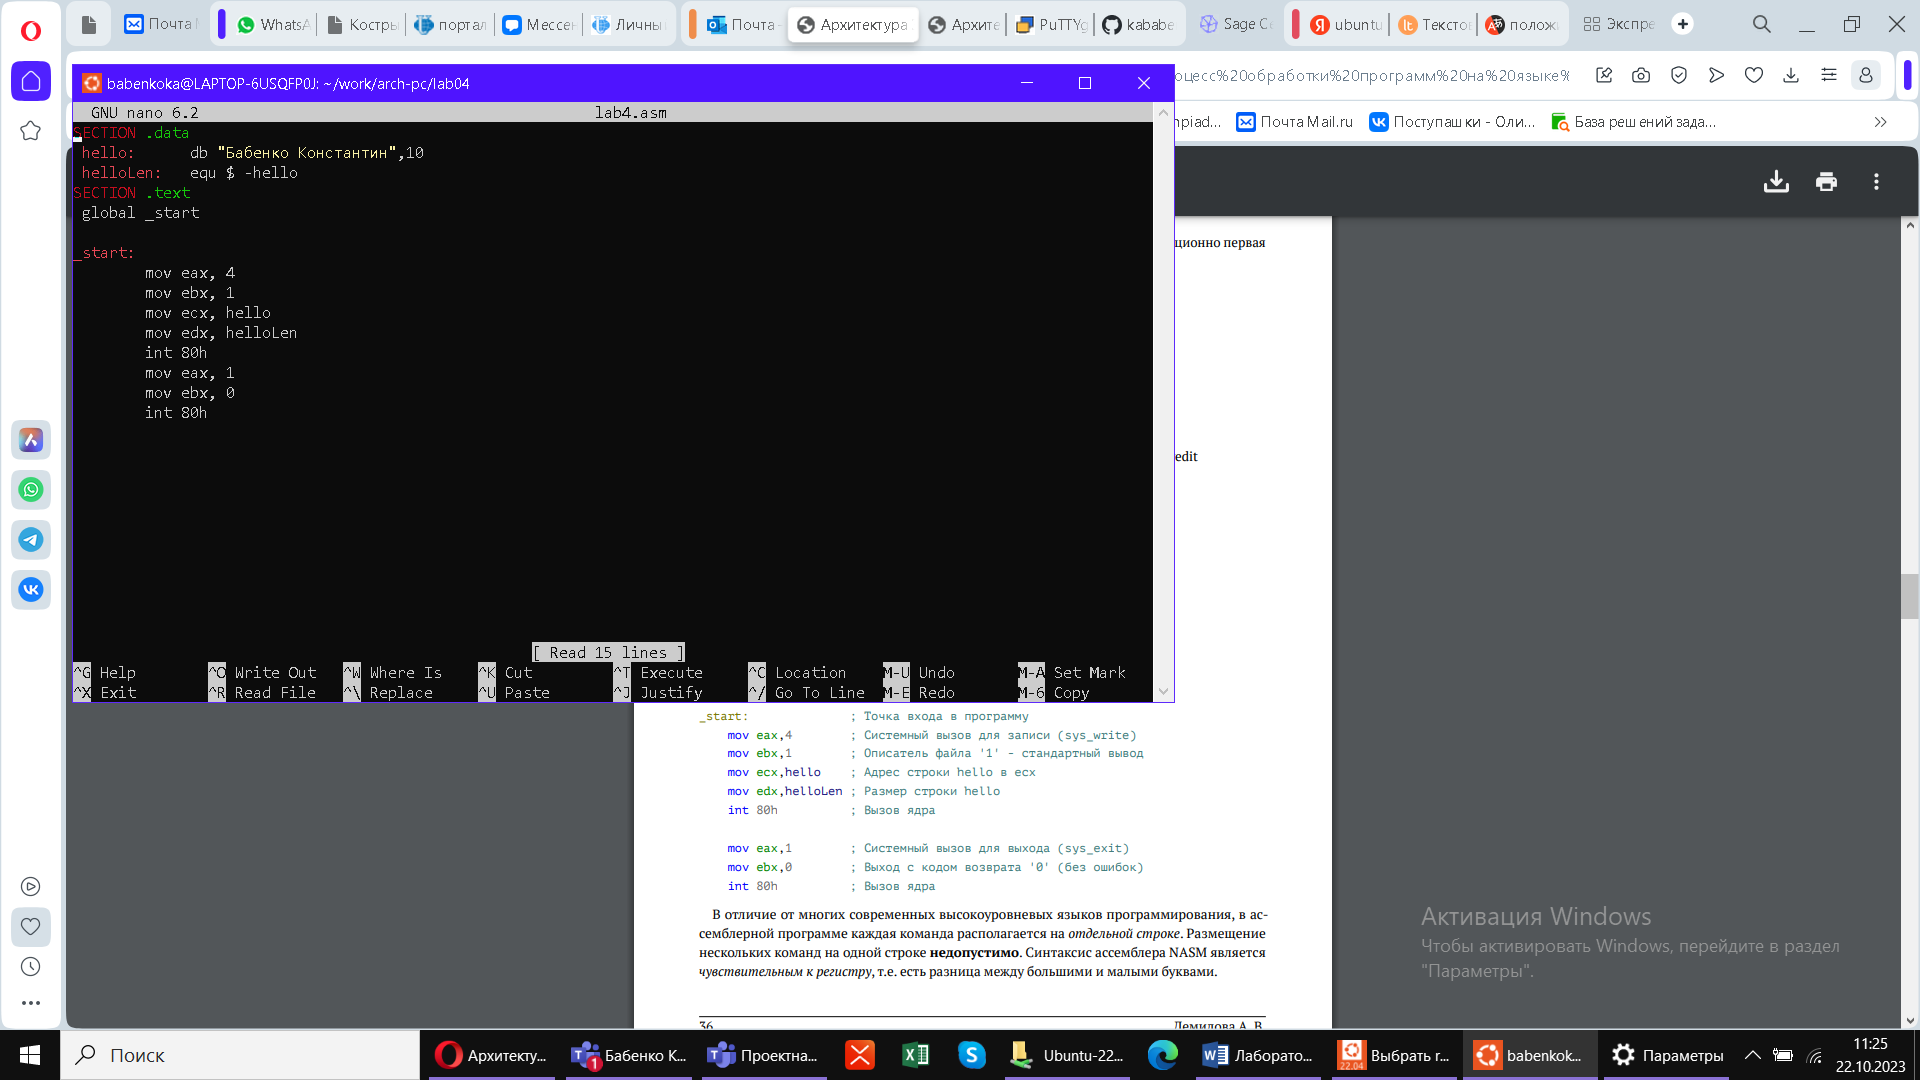 Почта
WhatsA
Костры
портал
Мессен
Личны
Почта -
Архитектура
Архите
PuTTYg
kababe
Sage Ce
ubuntu
Тексто
полож
Экспре
оцесс%20обработки%20программ%20на%20языке%
npiad...
Почта Mail.ru
Поступашки - Оли...
База решений зада...
babenkoka@LAPTOP-6USQFP0J: ~/work/arch-pc/lab04
GNU nano 6.2 lab4.asm
SECTION .data
hello: db "Бабенко Константин",10
helloLen: equ $ -hello
SECTION .text
global _start
_start:
mov eax, 4
mov ebx, 1
mov ecx, hello
mov edx, helloLen
int 80h
mov eax, 1
mov ebx, 0
int 80h
[ Read 15 lines ]
^G Help ^O Write Out ^W Where Is ^K Cut ^T Execute ^C Location M-U Undo M-A Set Mark
^X Exit ^R Read File ^\ Replace ^U Paste ^J Justify ^/ Go To Line M-E Redo M-6 Copy
ционно первая
edit
_start: ; Точка входа в программу
mov eax,4 ; Системный вызов для записи (sys_write)
mov ebx,1 ; Описатель файла '1' - стандартный вывод
mov ecx,hello ; Адрес строки hello в ecx
mov edx,helloLen ; Размер строки hello
int 80h ; Вызов ядра
mov eax,1 ; Системный вызов для выхода (sys_exit)
mov ebx,0 ; Выход с кодом возврата '0' (без ошибок)
int 80h ; Вызов ядра
В отличие от многих современных высокоуровневых языков программирования, в ас-
семблерной программе каждая команда располагается на отдельной строке. Размещение
нескольких команд на одной строке недопустимо. Синтаксис ассемблера NASM является
чувствительным к регистру, т.е. есть разница между большими и малыми буквами.
36 Демидова А. В.
Активация Windows
Чтобы активировать Windows, перейдите в раздел
"Параметры".
Поиск
Архитекту...
Бабенко К...
Проектна...
Ubuntu-22...
Лаборато...
Выбрать r...
babenkok...
Параметры
11:25
22.10.2023